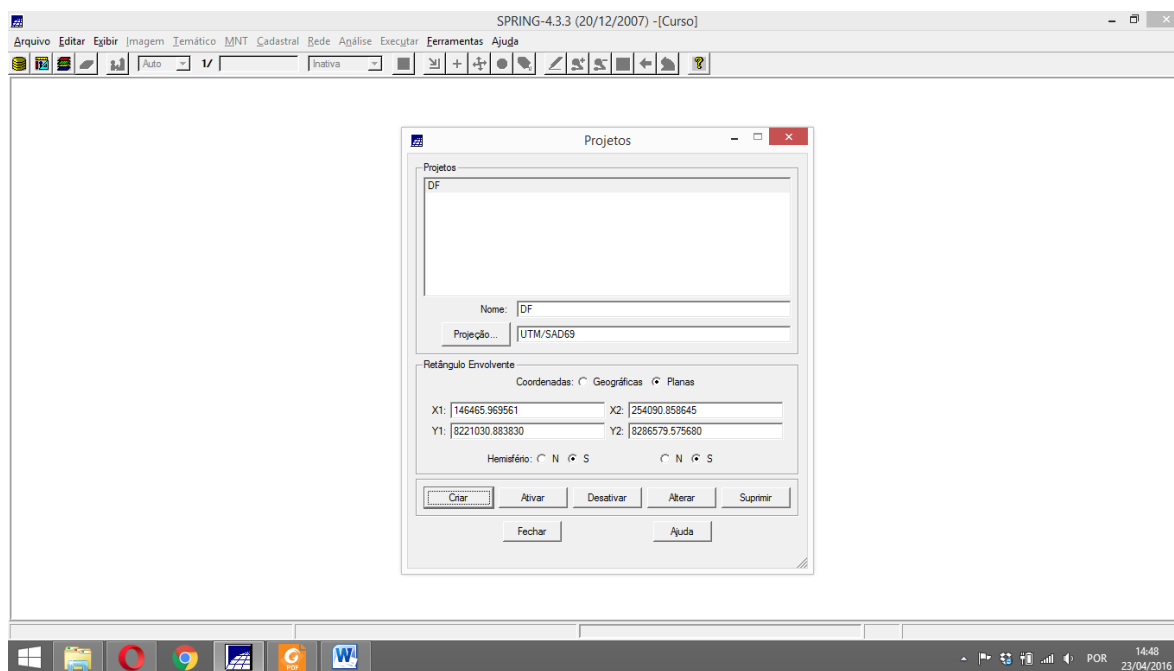 SPRING-4.3.3 (20/12/2007) -[Curso]
Arquivo Editar Exibir Imagem Temático MNT Cadastral Rede Análise Executar Ferramentas Ajuda
Auto 1/ Inativa
Projetos
Projetos
DF
Nome: DF
Projeção... UTM/SAD69
Retângulo Envolvente
Coordenadas: Geográficas Planas
X1: 146465.969561 X2: 254090.858645
Y1: 8221030.883830 Y2: 8286579.575680
Hemisfério: N S N S
Criar Ativar Desativar Alterar Suprimir
Fechar Ajuda
POR 14:48
23/04/2016